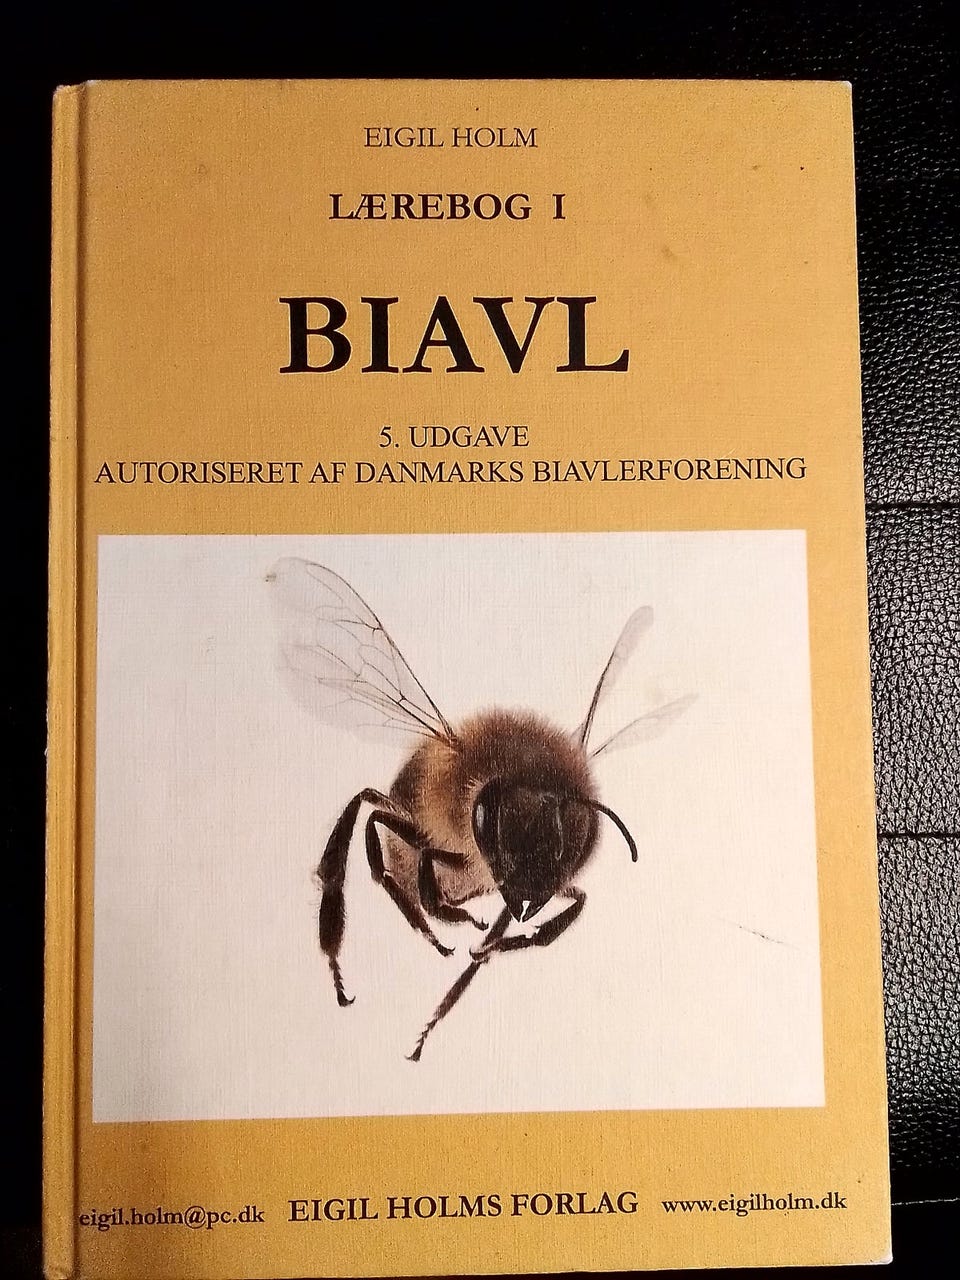 EIGIL HOLM
LÆREBOG I
BIAVL
5. UDGAVE
AUTORISERET AF DANMARKS BIAVLERFORENING
eigil.holm@pc.dk EIGIL HOLMS FORLAG www.eigilholm.dk